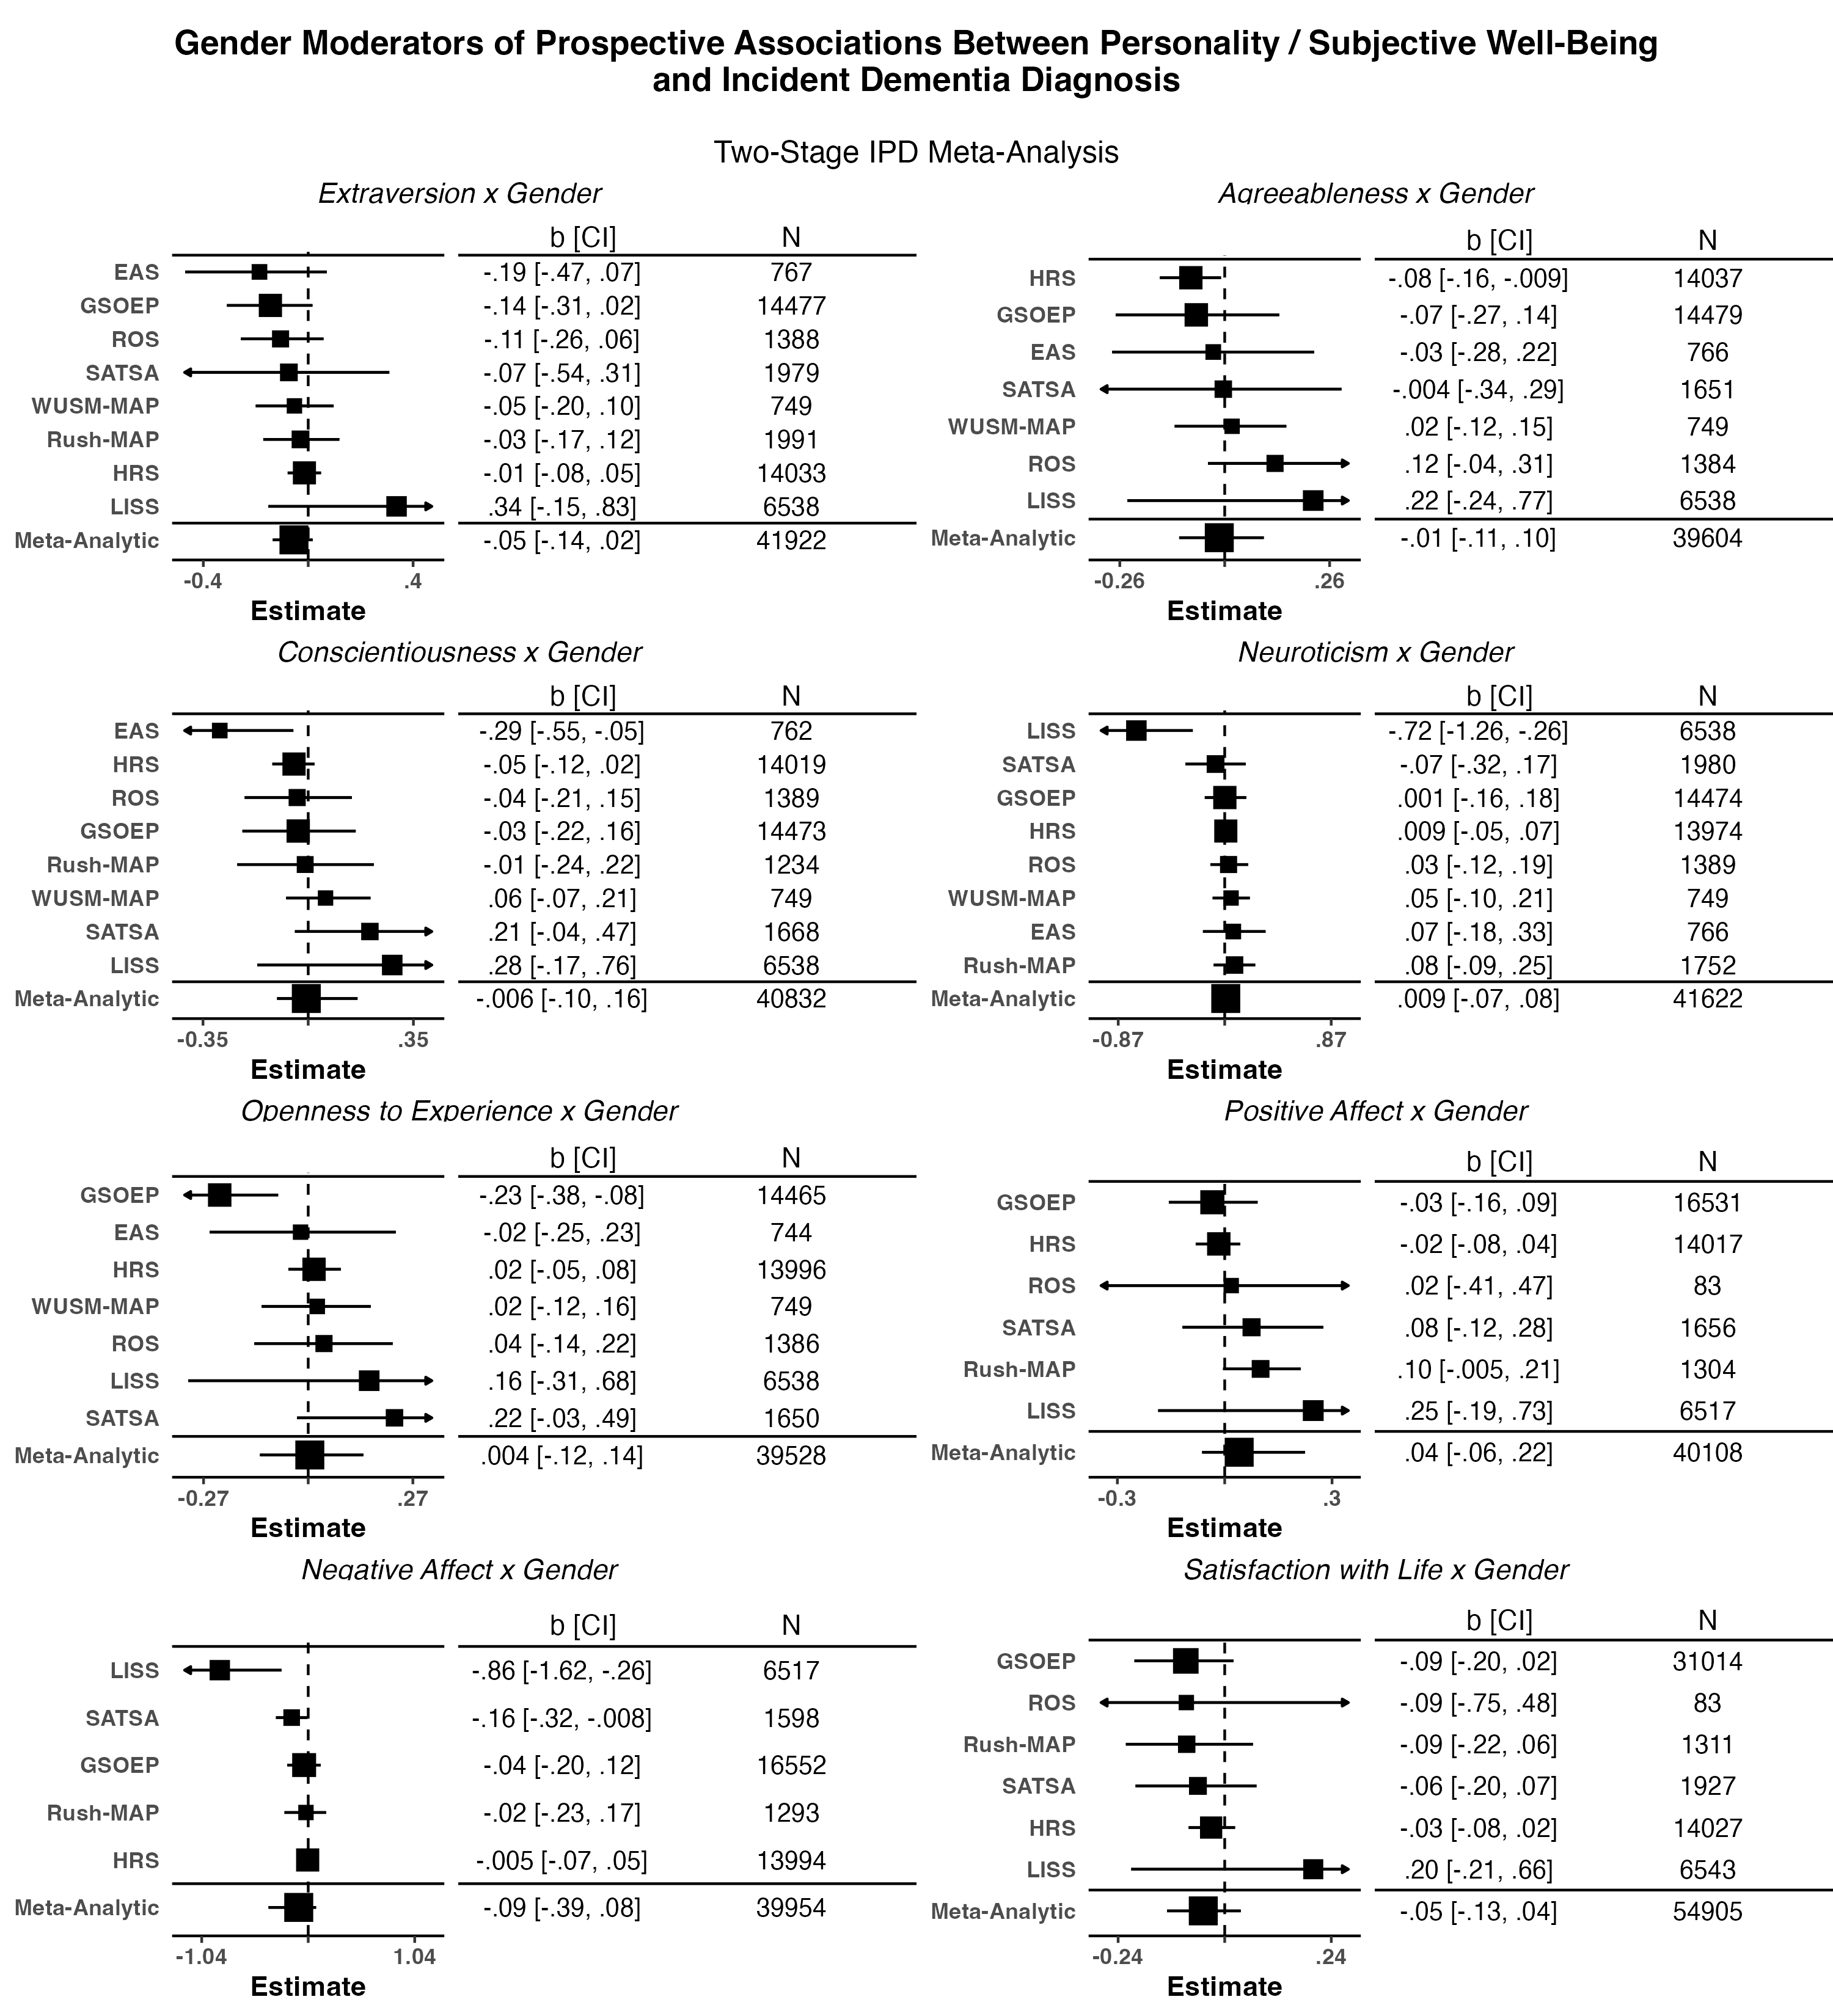 Gender Moderators of Prospective Associations Between Personality / Subjective Well-Being
and Incident Dementia Diagnosis
Two-Stage IPD Meta-Analysis
Extraversion x Gender
b [CI] N
EAS -.19 [-.47, .07] 767
GSOEP -.14 [-.31, .02] 14477
ROS -.11 [-.26, .06] 1388
SATSA -.07 [-.54, .31] 1979
WUSM-MAP -.05 [-.20, .10] 749
Rush-MAP -.03 [-.17, .12] 1991
HRS -.01 [-.08, .05] 14033
LISS .34 [-.15, .83] 6538
Meta-Analytic -.05 [-.14, .02] 41922
-0.4 .4
Estimate
Agreeableness x Gender
b [CI] N
HRS -.08 [-.16, -.009] 14037
GSOEP -.07 [-.27, .14] 14479
EAS -.03 [-.28, .22] 766
SATSA -.004 [-.34, .29] 1651
WUSM-MAP .02 [-.12, .15] 749
ROS .12 [-.04, .31] 1384
LISS .22 [-.24, .77] 6538
Meta-Analytic -.01 [-.11, .10] 39604
-0.26 .26
Estimate
Conscientiousness x Gender
b [CI] N
EAS -.29 [-.55, -.05] 762
HRS -.05 [-.12, .02] 14019
ROS -.04 [-.21, .15] 1389
GSOEP -.03 [-.22, .16] 14473
Rush-MAP -.01 [-.24, .22] 1234
WUSM-MAP .06 [-.07, .21] 749
SATSA .21 [-.04, .47] 1668
LISS .28 [-.17, .76] 6538
Meta-Analytic -.006 [-.10, .16] 40832
-0.35 .35
Estimate
Neuroticism x Gender
b [CI] N
LISS -.72 [-1.26, -.26] 6538
SATSA -.07 [-.32, .17] 1980
GSOEP .001 [-.16, .18] 14474
HRS .009 [-.05, .07] 13974
ROS .03 [-.12, .19] 1389
WUSM-MAP .05 [-.10, .21] 749
EAS .07 [-.18, .33] 766
Rush-MAP .08 [-.09, .25] 1752
Meta-Analytic .009 [-.07, .08] 41622
-0.87 .87
Estimate
Openness to Experience x Gender
b [CI] N
GSOEP -.23 [-.38, -.08] 14465
EAS -.02 [-.25, .23] 744
HRS .02 [-.05, .08] 13996
WUSM-MAP .02 [-.12, .16] 749
ROS .04 [-.14, .22] 1386
LISS .16 [-.31, .68] 6538
SATSA .22 [-.03, .49] 1650
Meta-Analytic .004 [-.12, .14] 39528
-0.27 .27
Estimate
Positive Affect x Gender
b [CI] N
GSOEP -.03 [-.16, .09] 16531
HRS -.02 [-.08, .04] 14017
ROS .02 [-.41, .47] 83
SATSA .08 [-.12, .28] 1656
Rush-MAP .10 [-.005, .21] 1304
LISS .25 [-.19, .73] 6517
Meta-Analytic .04 [-.06, .22] 40108
-0.3 .3
Estimate
Negative Affect x Gender
b [CI] N
LISS -.86 [-1.62, -.26] 6517
SATSA -.16 [-.32, -.008] 1598
GSOEP -.04 [-.20, .12] 16552
Rush-MAP -.02 [-.23, .17] 1293
HRS -.005 [-.07, .05] 13994
Meta-Analytic -.09 [-.39, .08] 39954
-1.04 1.04
Estimate
Satisfaction with Life x Gender
b [CI] N
GSOEP -.09 [-.20, .02] 31014
ROS -.09 [-.75, .48] 83
Rush-MAP -.09 [-.22, .06] 1311
SATSA -.06 [-.20, .07] 1927
HRS -.03 [-.08, .02] 14027
LISS .20 [-.21, .66] 6543
Meta-Analytic -.05 [-.13, .04] 54905
-0.24 .24
Estimate